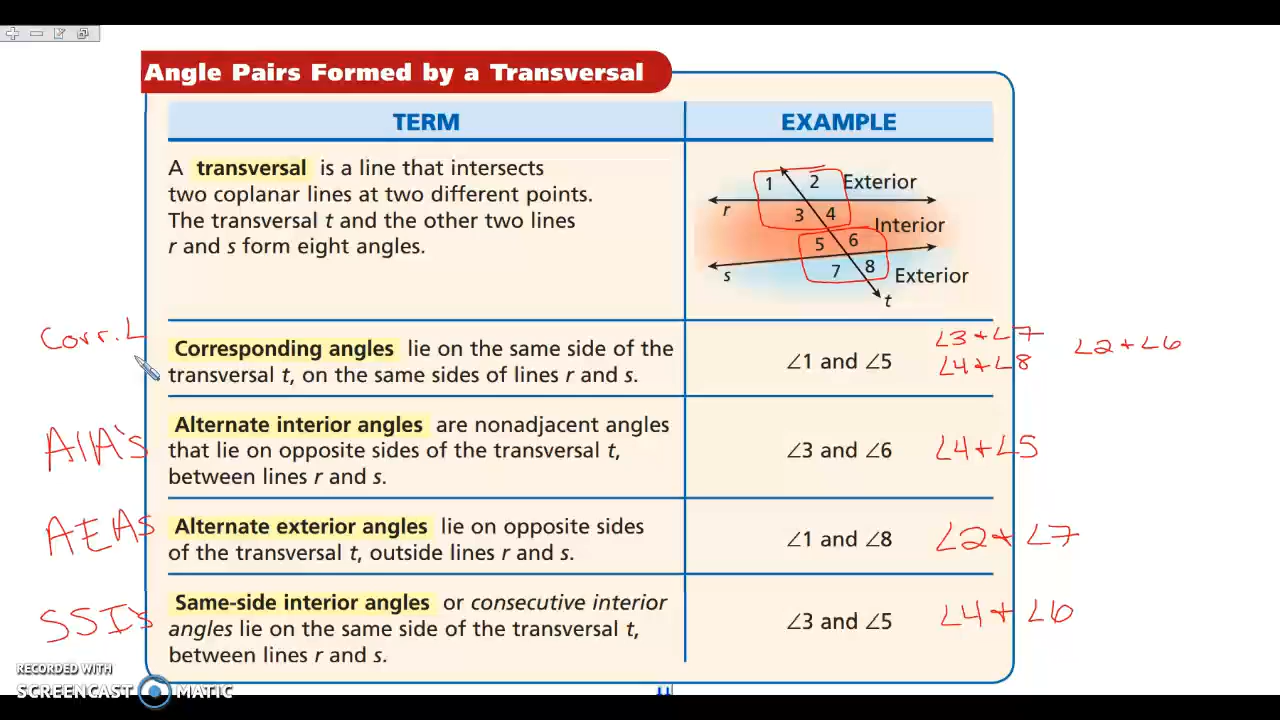 Angle Pairs Formed by a Transversal
TERM
EXAMPLE
A transversal is a line that intersects
two coplanar lines at two different points.
The transversal t and the other two lines
r and s form eight angles.
1 2 Exterior
r
3 4 Interior
5 6
s 7 8 Exterior
t
Corr. ∠
Corresponding angles lie on the same side of the
transversal t, on the same sides of lines r and s.
∠1 and ∠5
∠3 + ∠7
∠4 + ∠8
∠2 + ∠6
AIA's
Alternate interior angles are nonadjacent angles
that lie on opposite sides of the transversal t,
between lines r and s.
∠3 and ∠6
∠4 + ∠5
AEAs
Alternate exterior angles lie on opposite sides
of the transversal t, outside lines r and s.
∠1 and ∠8
∠2 + ∠7
SSI's
Same-side interior angles or consecutive interior
angles lie on the same side of the transversal t,
between lines r and s.
∠3 and ∠5
∠4 + ∠6
RECORDED WITH
SCREENCAST MATIC